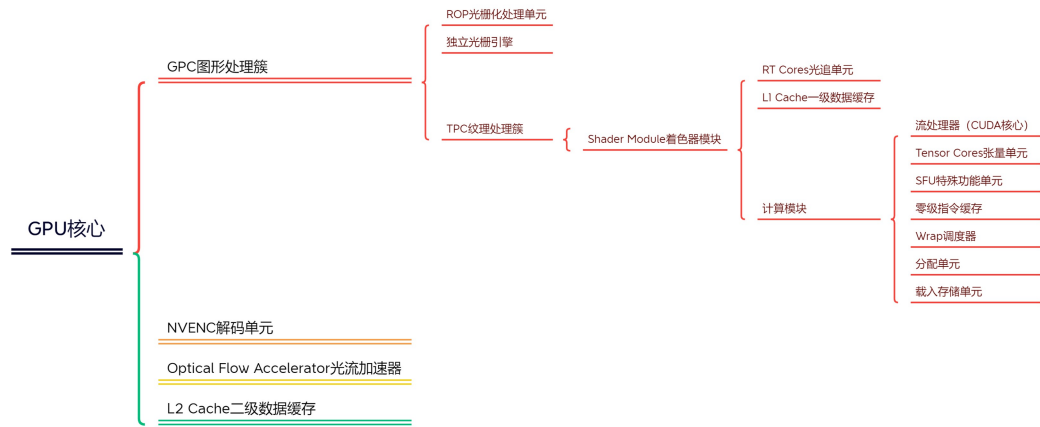 GPU核心
GPC图形处理簇
ROP光栅化处理单元
独立光栅引擎
TPC纹理处理簇
Shader Module着色器模块
RT Cores光追单元
L1 Cache一级数据缓存
计算模块
流处理器（CUDA核心）
Tensor Cores张量单元
SFU特殊功能单元
零级指令缓存
Wrap调度器
分配单元
载入存储单元
NVENC解码单元
Optical Flow Accelerator光流加速器
L2 Cache二级数据缓存